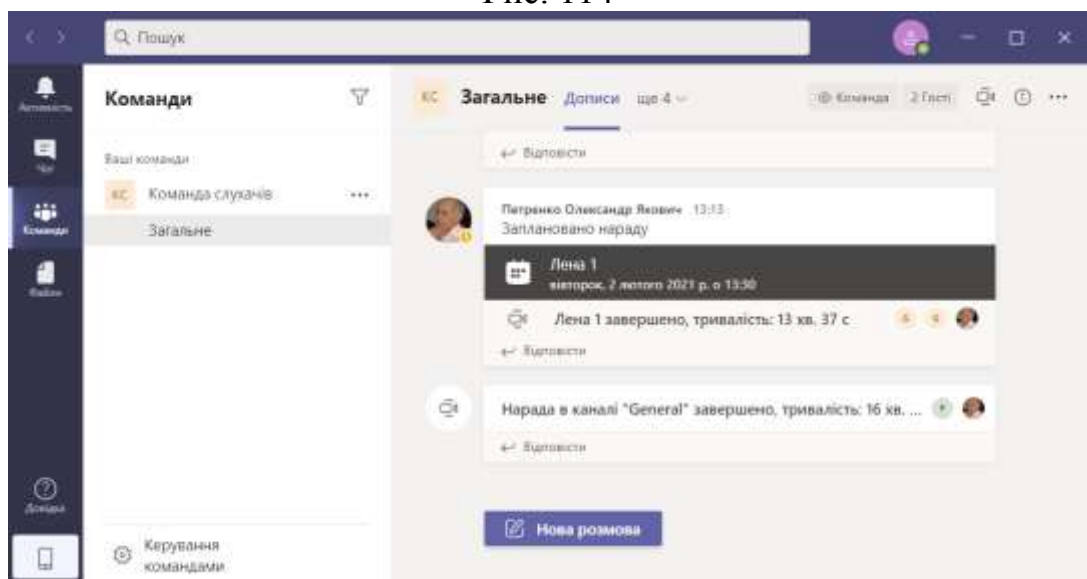 Рис. 114
Пошук
Активність
Чат
Команди
Файли
Довідка
Команди
Ваші команди
КС Команда слухачів
Загальне
Керування
командами
КС Загальне Дописи ще 4
Команда 2 Гості
Відповісти
Петренко Олександр Якович 13:13
Заплановано нараду
Лена 1
вівторок, 2 лютого 2021 р. о 13:30
Лена 1 завершено, тривалість: 13 хв. 37 с
Відповісти
Нарада в каналі "General" завершено, тривалість: 16 хв. ...
Відповісти
Нова розмова